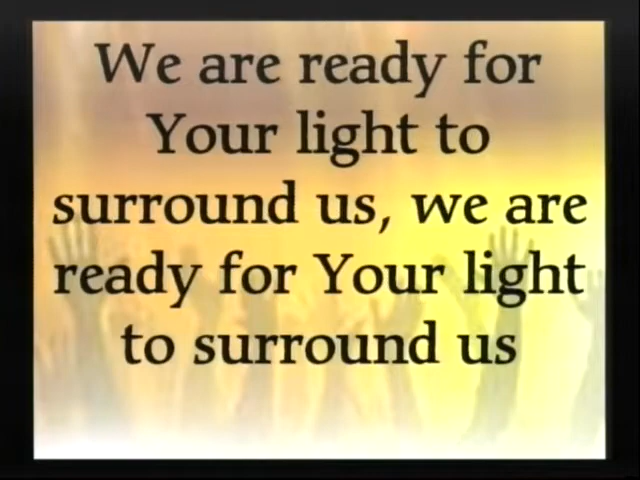 We are ready for
Your light to
surround us, we are
ready for Your light
to surround us